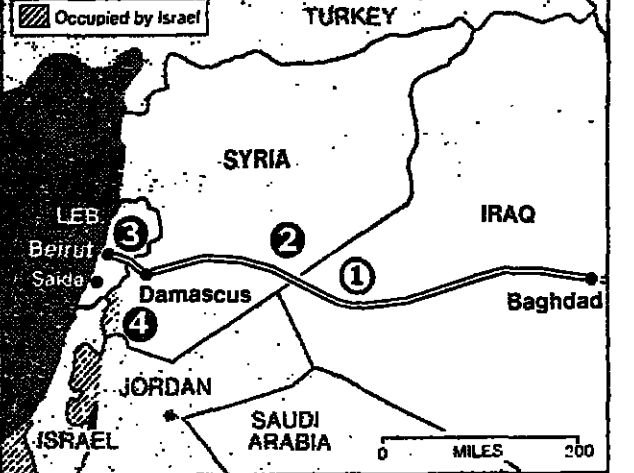 Occupied by Israel
TURKEY
SYRIA
IRAQ
LEB.
Beirut
3
2
1
Saida
Damascus
Baghdad
4
JORDAN
ISRAEL
SAUDI
ARABIA
0 MILES 200